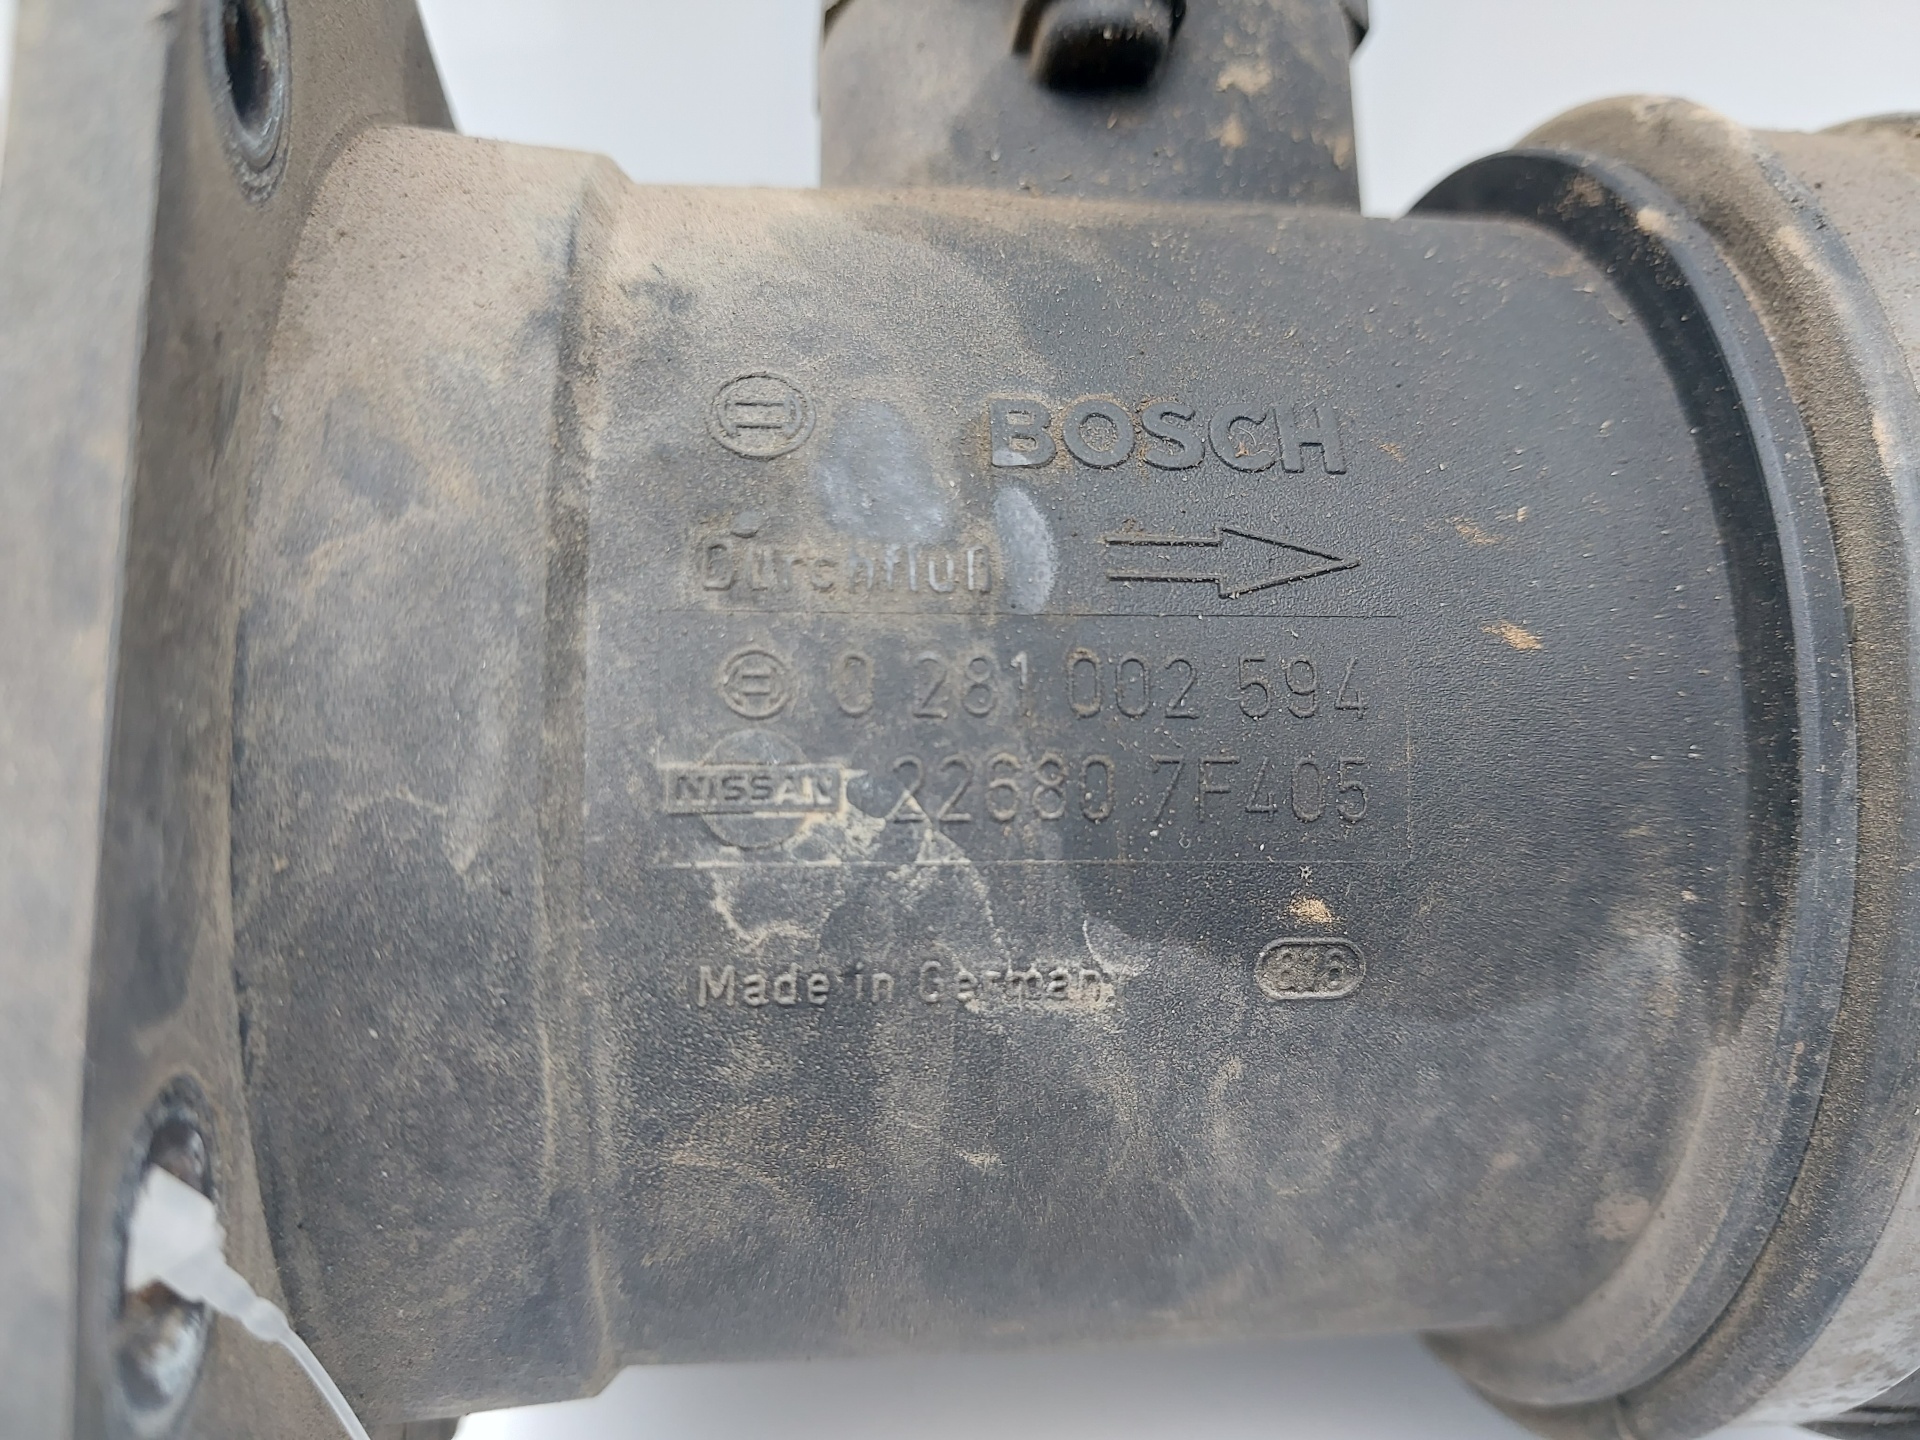 BOSCH
Durchfluß
0 281 002 594
NISSAN 22680 7F405
Made in Germany